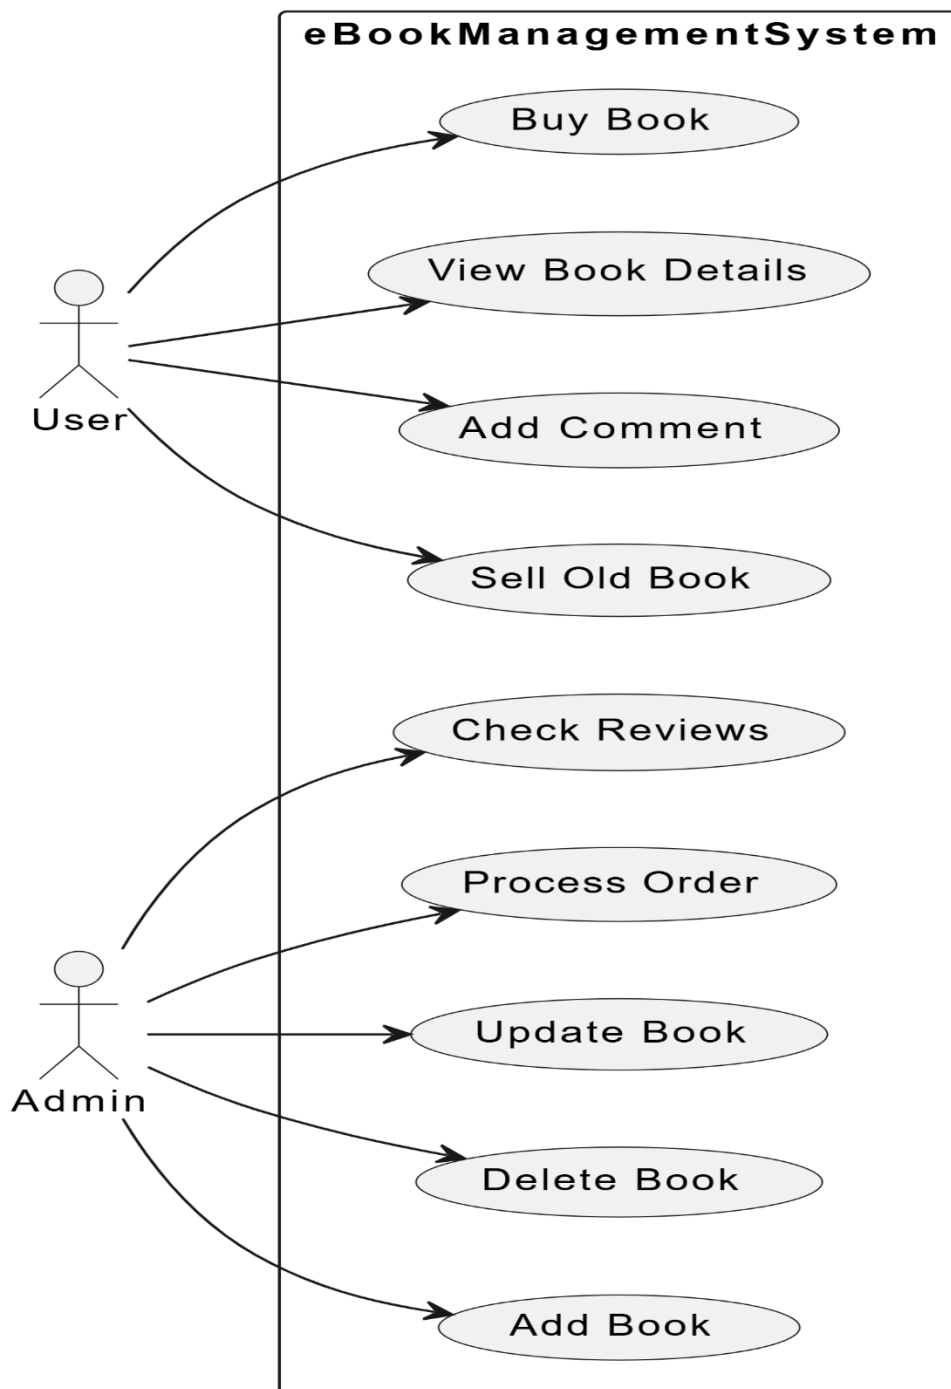 eBookManagementSystem
Buy Book
View Book Details
User
Add Comment
Sell Old Book
Check Reviews
Process Order
Update Book
Admin
Delete Book
Add Book